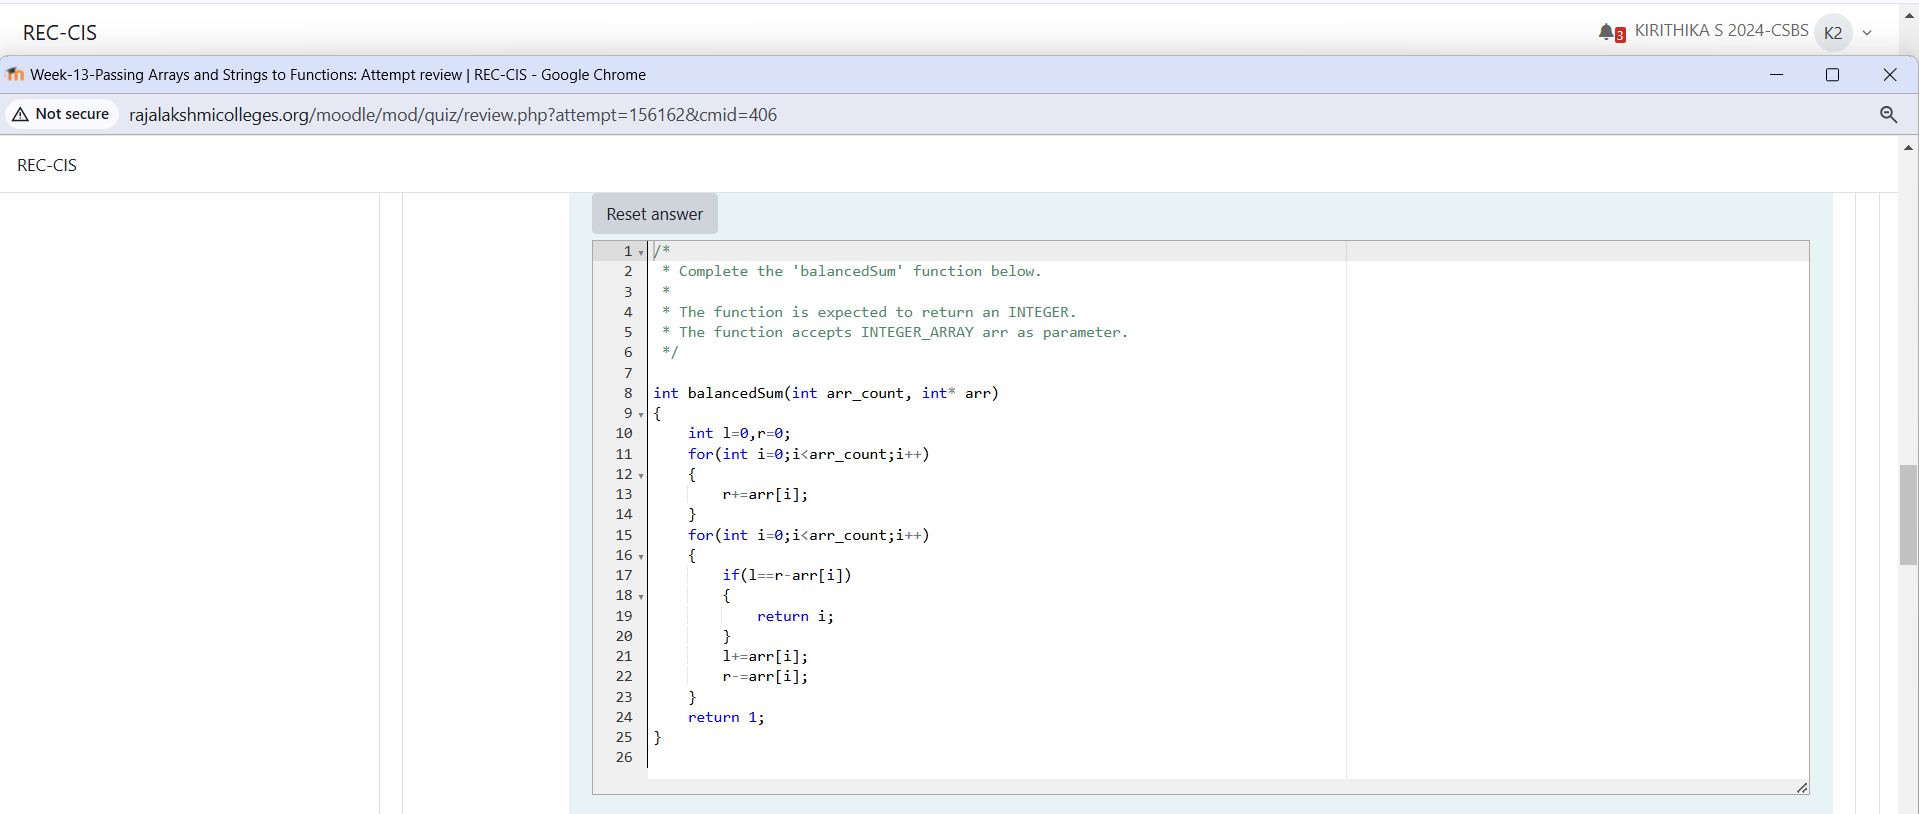 REC-CIS
3 KIRITHIKA S 2024-CSBS K2
Week-13-Passing Arrays and Strings to Functions: Attempt review | REC-CIS - Google Chrome
Not secure rajalakshmicolleges.org/moodle/mod/quiz/review.php?attempt=156162&cmid=406
REC-CIS
Reset answer
1 /*
2  * Complete the 'balancedSum' function below.
3  *
4  * The function is expected to return an INTEGER.
5  * The function accepts INTEGER_ARRAY arr as parameter.
6  */
7
8 int balancedSum(int arr_count, int* arr)
9 {
10     int l=0,r=0;
11     for(int i=0;i<arr_count;i++)
12     {
13         r+=arr[i];
14     }
15     for(int i=0;i<arr_count;i++)
16     {
17         if(l==r-arr[i])
18         {
19             return i;
20         }
21         l+=arr[i];
22         r-=arr[i];
23     }
24     return 1;
25 }
26